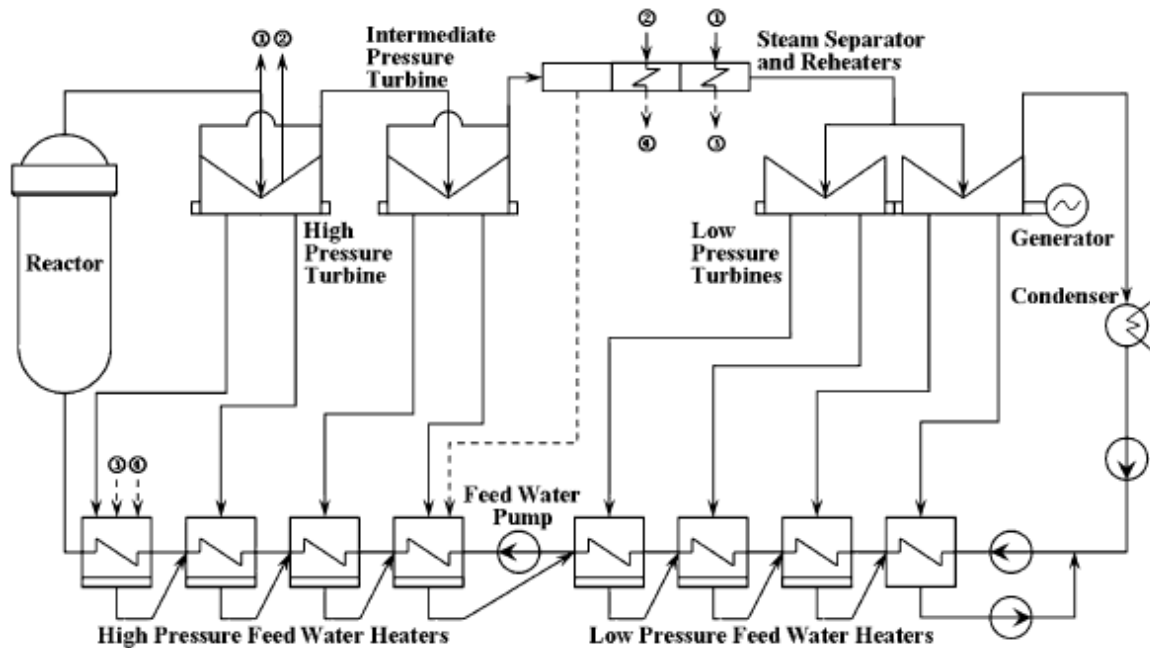 ① ②
Intermediate
Pressure
Turbine
② ①
Steam Separator
and Reheaters
④ ③
Reactor
High
Pressure
Turbine
Low
Pressure
Turbines
Generator
Condenser
③ ④
Feed Water
Pump
High Pressure Feed Water Heaters
Low Pressure Feed Water Heaters